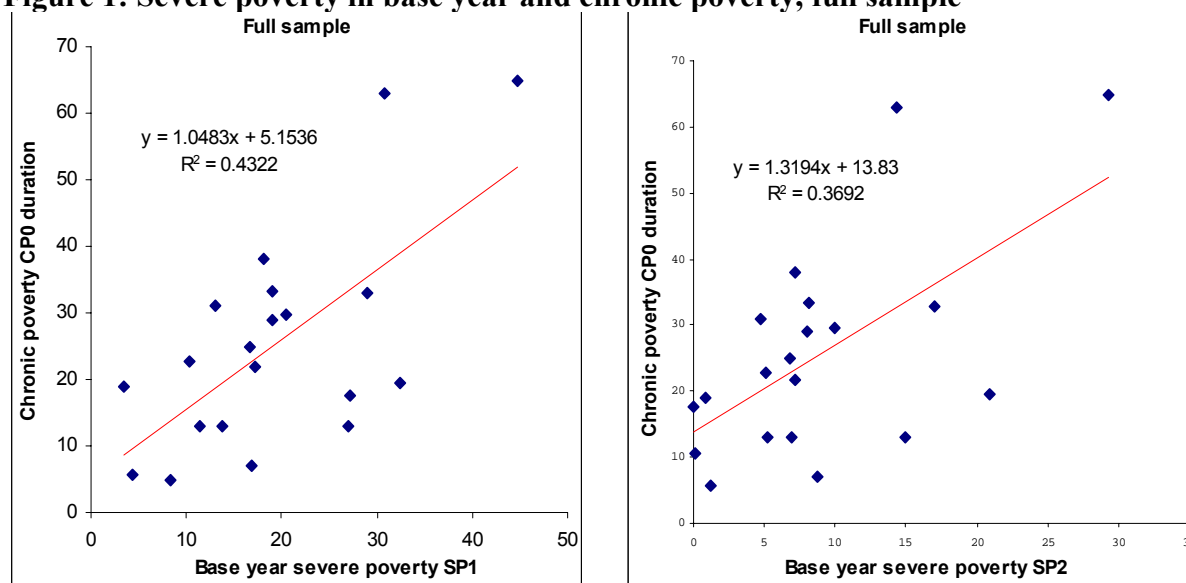 Figure 1: Severe poverty in base year and chronic poverty, full sample
Full sample
70
60
50
40
30
20
10
0
0 10 20 30 40 50
Chronic poverty CP0 duration
y = 1.0483x + 5.1536
R² = 0.4322
Base year severe poverty SP1
Full sample
70
60
50
40
30
20
10
0
0 5 10 15 20 25 30
Chronic poverty CP0 duration
y = 1.3194x + 13.83
R² = 0.3692
Base year severe poverty SP2